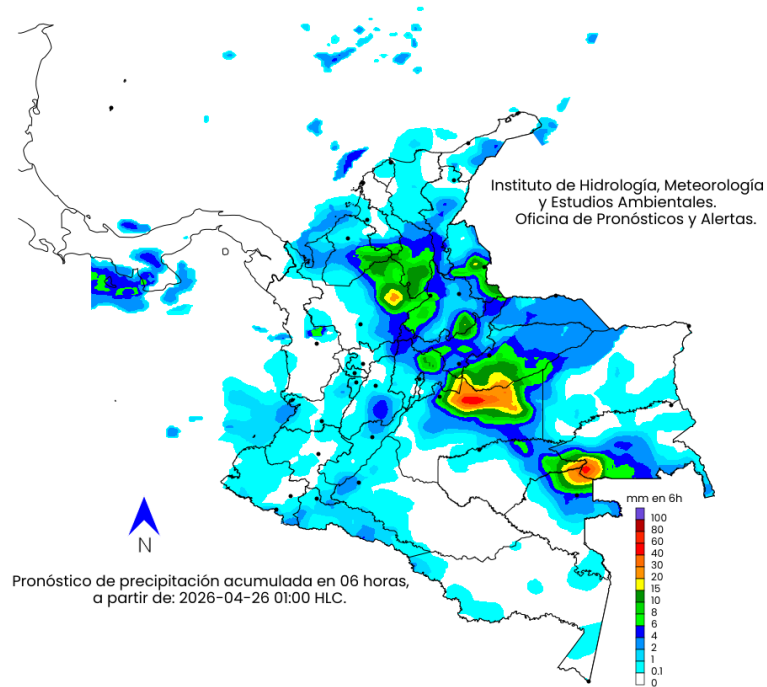 Instituto de Hidrología, Meteorología
y Estudios Ambientales.
Oficina de Pronósticos y Alertas.
mm en 6h
100
80
60
40
30
20
15
10
8
6
4
2
1
0.1
0
N
Pronóstico de precipitación acumulada en 06 horas,
a partir de: 2026-04-26 01:00 HLC.